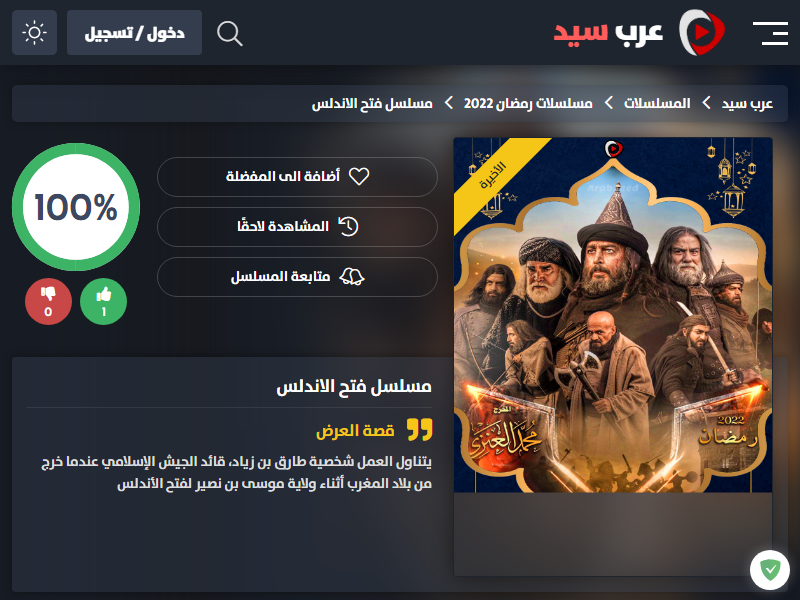 عرب سيد
دخول / تسجيل
عرب سيد
المسلسلات
مسلسلات رمضان 2022
مسلسل فتح الاندلس
الأخيرة
المخرج
محمد العنزي
2022
رمضان
أضافة الى المفضلة
المشاهدة لاحقًا
متابعة المسلسل
100%
1
0
مسلسل فتح الاندلس
قصة العرض
يتناول العمل شخصية طارق بن زياد، قائد الجيش الإسلامي عندما خرج
من بلاد المغرب أثناء ولاية موسى بن نصير لفتح الأندلس